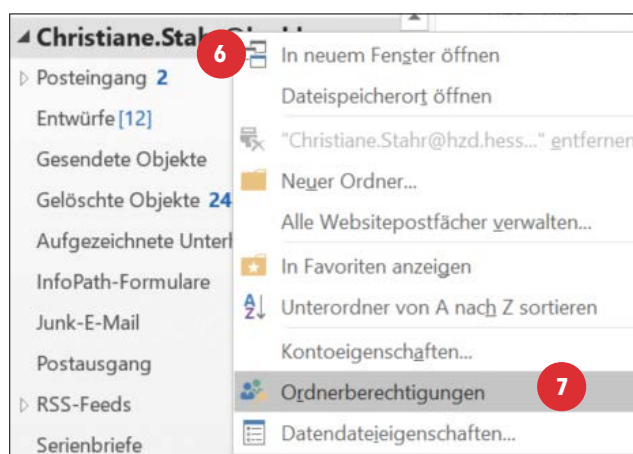 Christiane.Stahr
6
Posteingang 2
Entwürfe [12]
Gesendete Objekte
Gelöschte Objekte 24
Aufgezeichnete Unterh
InfoPath-Formulare
Junk-E-Mail
Postausgang
RSS-Feeds
Serienbriefe
In neuem Fenster öffnen
Dateispeicherort öffnen
"Christiane.Stahr@hzd.hess..." entfernen
Neuer Ordner...
Alle Websitepostfächer verwalten...
In Favoriten anzeigen
Unterordner von A nach Z sortieren
Kontoeigenschaften...
Ordnerberechtigungen 7
Datendateieigenschaften...